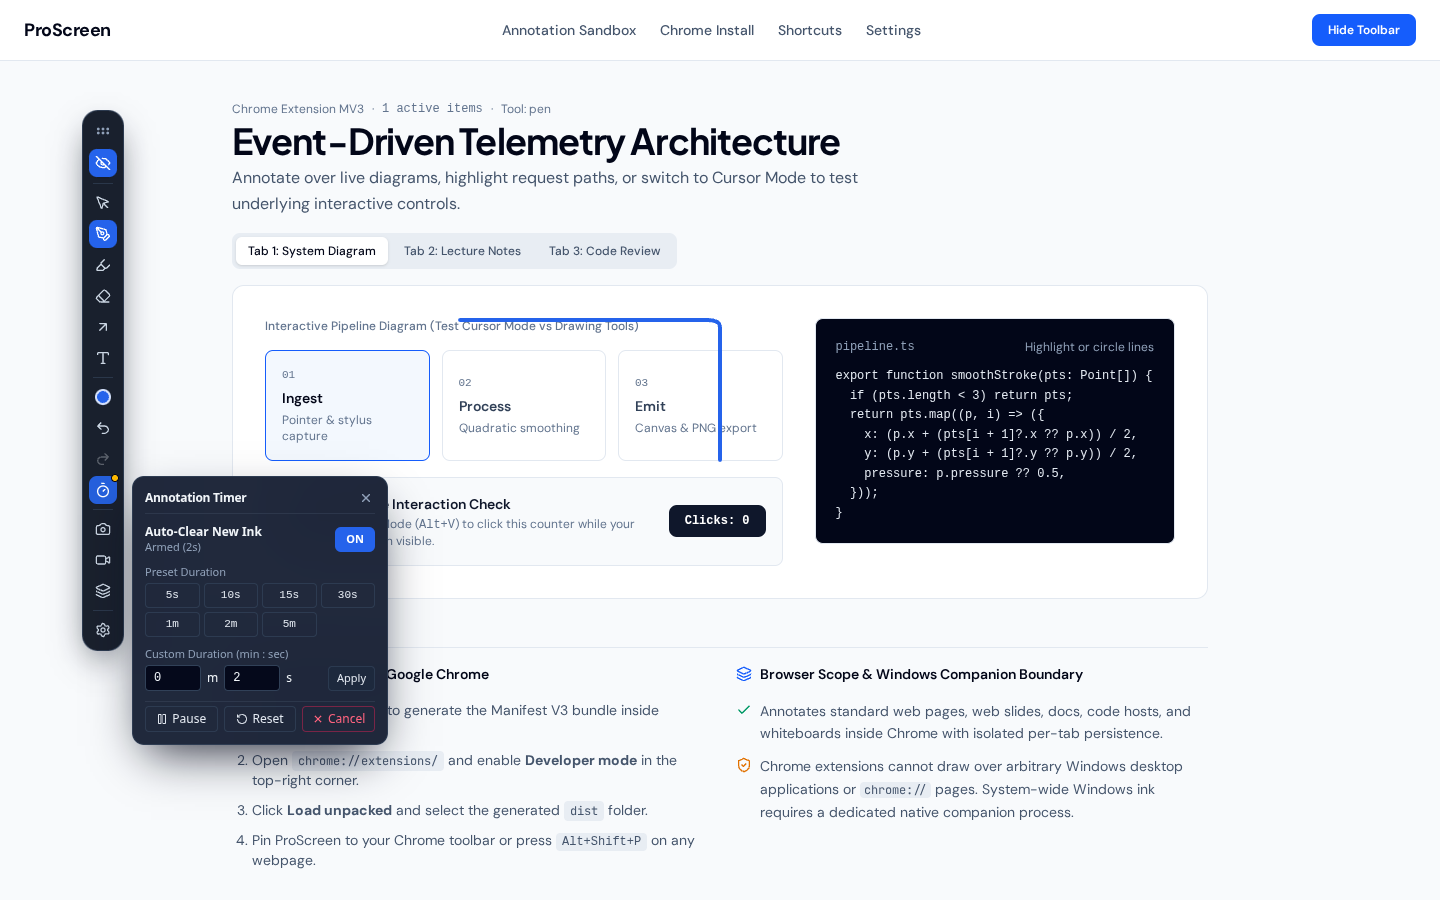 ProScreen
Annotation Sandbox
Chrome Install
Shortcuts
Settings
Hide Toolbar
Chrome Extension MV3 · 1 active items · Tool: pen
Event-Driven Telemetry Architecture
Annotate over live diagrams, highlight request paths, or switch to Cursor Mode to test
underlying interactive controls.
Tab 1: System Diagram
Tab 2: Lecture Notes
Tab 3: Code Review
Interactive Pipeline Diagram (Test Cursor Mode vs Drawing Tools)
01
Ingest
Pointer & stylus
capture
02
Process
Quadratic smoothing
03
Emit
Canvas & PNG export
pipeline.ts
Highlight or circle lines
export function smoothStroke(pts: Point[]) {
if (pts.length < 3) return pts;
return pts.map((p, i) => ({
x: (p.x + (pts[i + 1]?.x ?? p.x)) / 2,
y: (p.y + (pts[i + 1]?.y ?? p.y)) / 2,
pressure: p.pressure ?? 0.5,
}));
}
Interaction Check
(Alt+V) to click this counter while your
visible.
Clicks: 0
Annotation Timer
Auto-Clear New Ink
Armed (2s)
ON
Preset Duration
5s
10s
15s
30s
1m
2m
5m
Custom Duration (min : sec)
0 m 2 s
Apply
Pause
Reset
Cancel
Google Chrome
to generate the Manifest V3 bundle inside
2. Open chrome://extensions/ and enable Developer mode in the
top-right corner.
3. Click Load unpacked and select the generated dist folder.
4. Pin ProScreen to your Chrome toolbar or press Alt+Shift+P on any
webpage.
Browser Scope & Windows Companion Boundary
Annotates standard web pages, web slides, docs, code hosts, and
whiteboards inside Chrome with isolated per-tab persistence.
Chrome extensions cannot draw over arbitrary Windows desktop
applications or chrome:// pages. System-wide Windows ink
requires a dedicated native companion process.